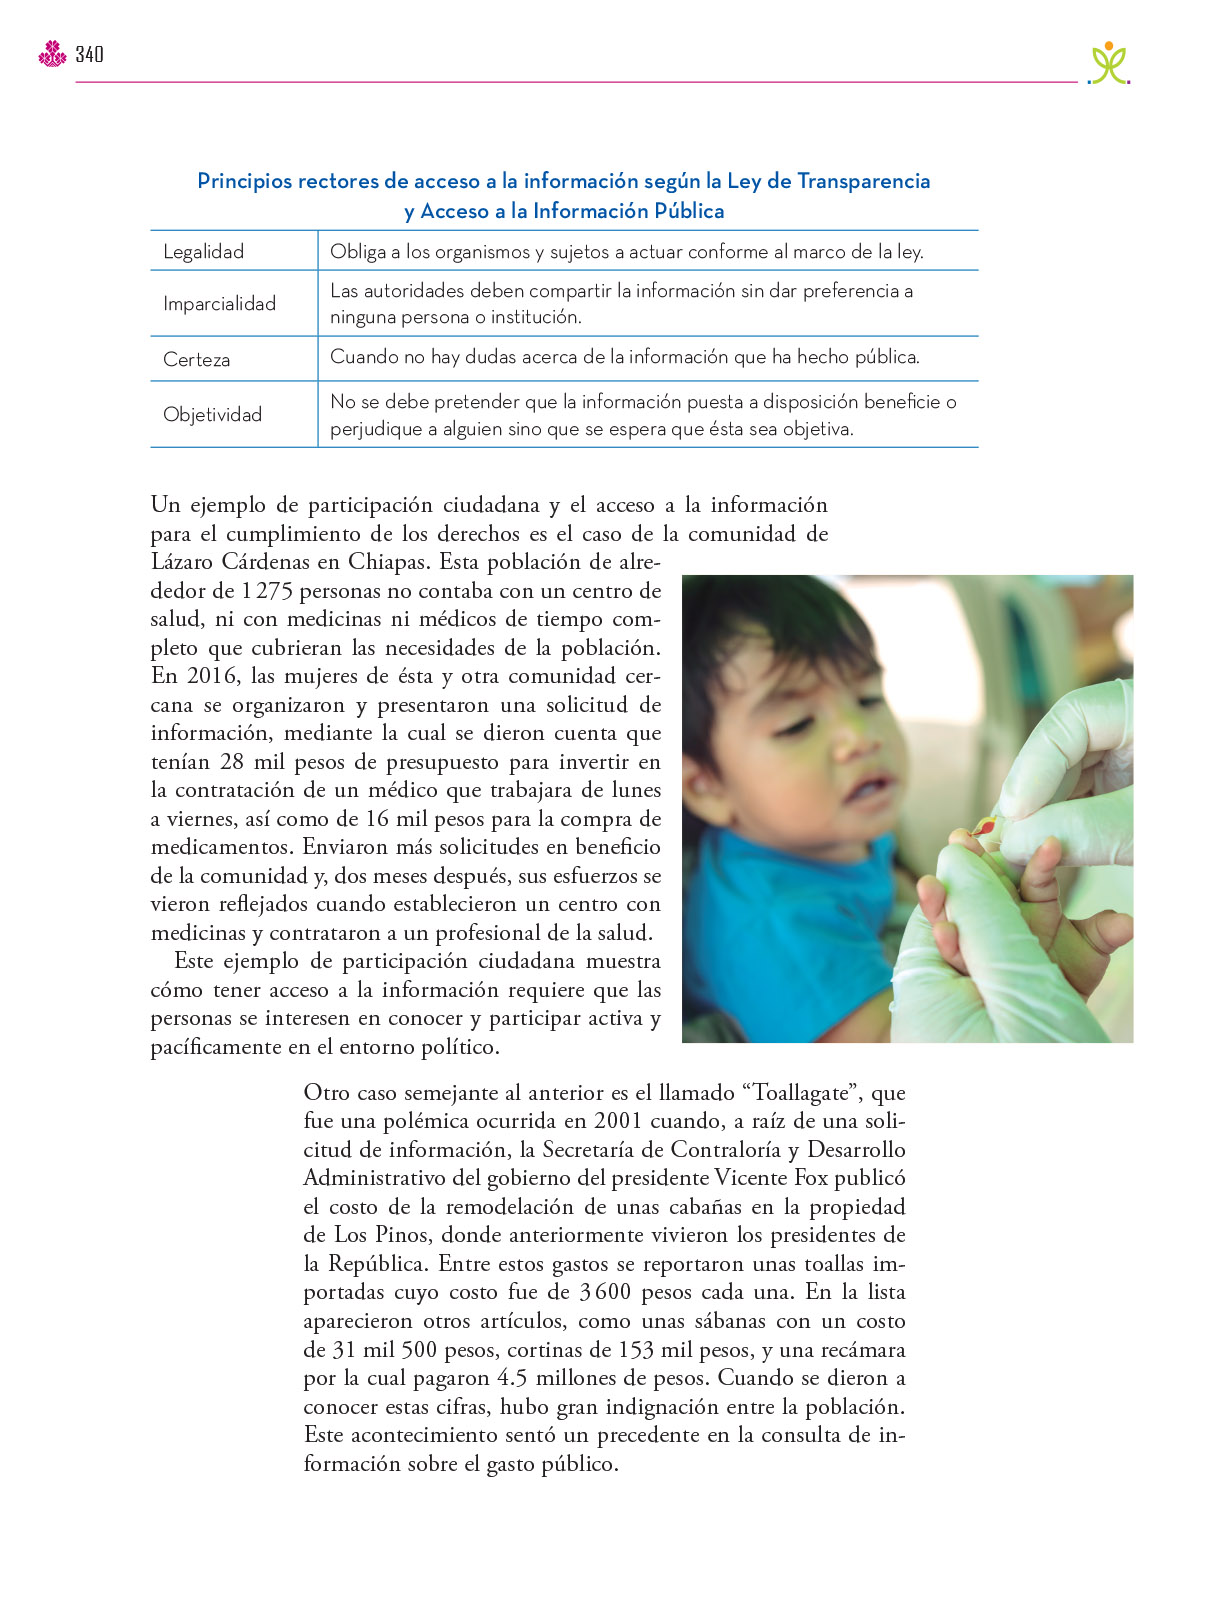 340
Principios rectores de acceso a la información según la Ley de Transparencia
y Acceso a la Información Pública
Legalidad
Obliga a los organismos y sujetos a actuar conforme al marco de la ley.
Imparcialidad
Las autoridades deben compartir la información sin dar preferencia a
ninguna persona o institución.
Certeza
Cuando no hay dudas acerca de la información que ha hecho pública.
Objetividad
No se debe pretender que la información puesta a disposición beneficie o
perjudique a alguien sino que se espera que ésta sea objetiva.
Un ejemplo de participación ciudadana y el acceso a la información
para el cumplimiento de los derechos es el caso de la comunidad de
Lázaro Cárdenas en Chiapas. Esta población de alre-
dedor de 1 275 personas no contaba con un centro de
salud, ni con medicinas ni médicos de tiempo com-
pleto que cubrieran las necesidades de la población.
En 2016, las mujeres de ésta y otra comunidad cer-
cana se organizaron y presentaron una solicitud de
información, mediante la cual se dieron cuenta que
tenían 28 mil pesos de presupuesto para invertir en
la contratación de un médico que trabajara de lunes
a viernes, así como de 16 mil pesos para la compra de
medicamentos. Enviaron más solicitudes en beneficio
de la comunidad y, dos meses después, sus esfuerzos se
vieron reflejados cuando establecieron un centro con
medicinas y contrataron a un profesional de la salud.
Este ejemplo de participación ciudadana muestra
cómo tener acceso a la información requiere que las
personas se interesen en conocer y participar activa y
pacíficamente en el entorno político.
Otro caso semejante al anterior es el llamado “Toallagate”, que
fue una polémica ocurrida en 2001 cuando, a raíz de una soli-
citud de información, la Secretaría de Contraloría y Desarrollo
Administrativo del gobierno del presidente Vicente Fox publicó
el costo de la remodelación de unas cabañas en la propiedad
de Los Pinos, donde anteriormente vivieron los presidentes de
la República. Entre estos gastos se reportaron unas toallas im-
portadas cuyo costo fue de 3 600 pesos cada una. En la lista
aparecieron otros artículos, como unas sábanas con un costo
de 31 mil 500 pesos, cortinas de 153 mil pesos, y una recámara
por la cual pagaron 4.5 millones de pesos. Cuando se dieron a
conocer estas cifras, hubo gran indignación entre la población.
Este acontecimiento sentó un precedente en la consulta de in-
formación sobre el gasto público.